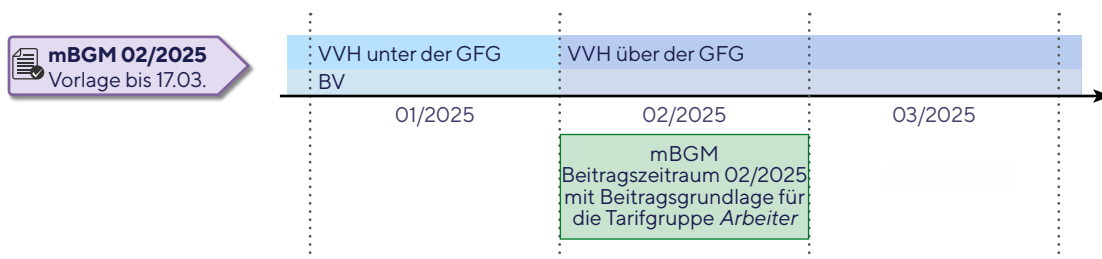 mBGM 02/2025
Vorlage bis 17.03.
VVH unter der GFG
VVH über der GFG
BV
01/2025
02/2025
03/2025
mBGM
Beitragszeitraum 02/2025
mit Beitragsgrundlage für
die Tarifgruppe Arbeiter